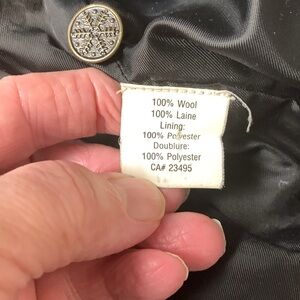 100% Wool
100% Laine
Lining:
100% Polyester
Doublure:
100% Polyester
CA# 23495